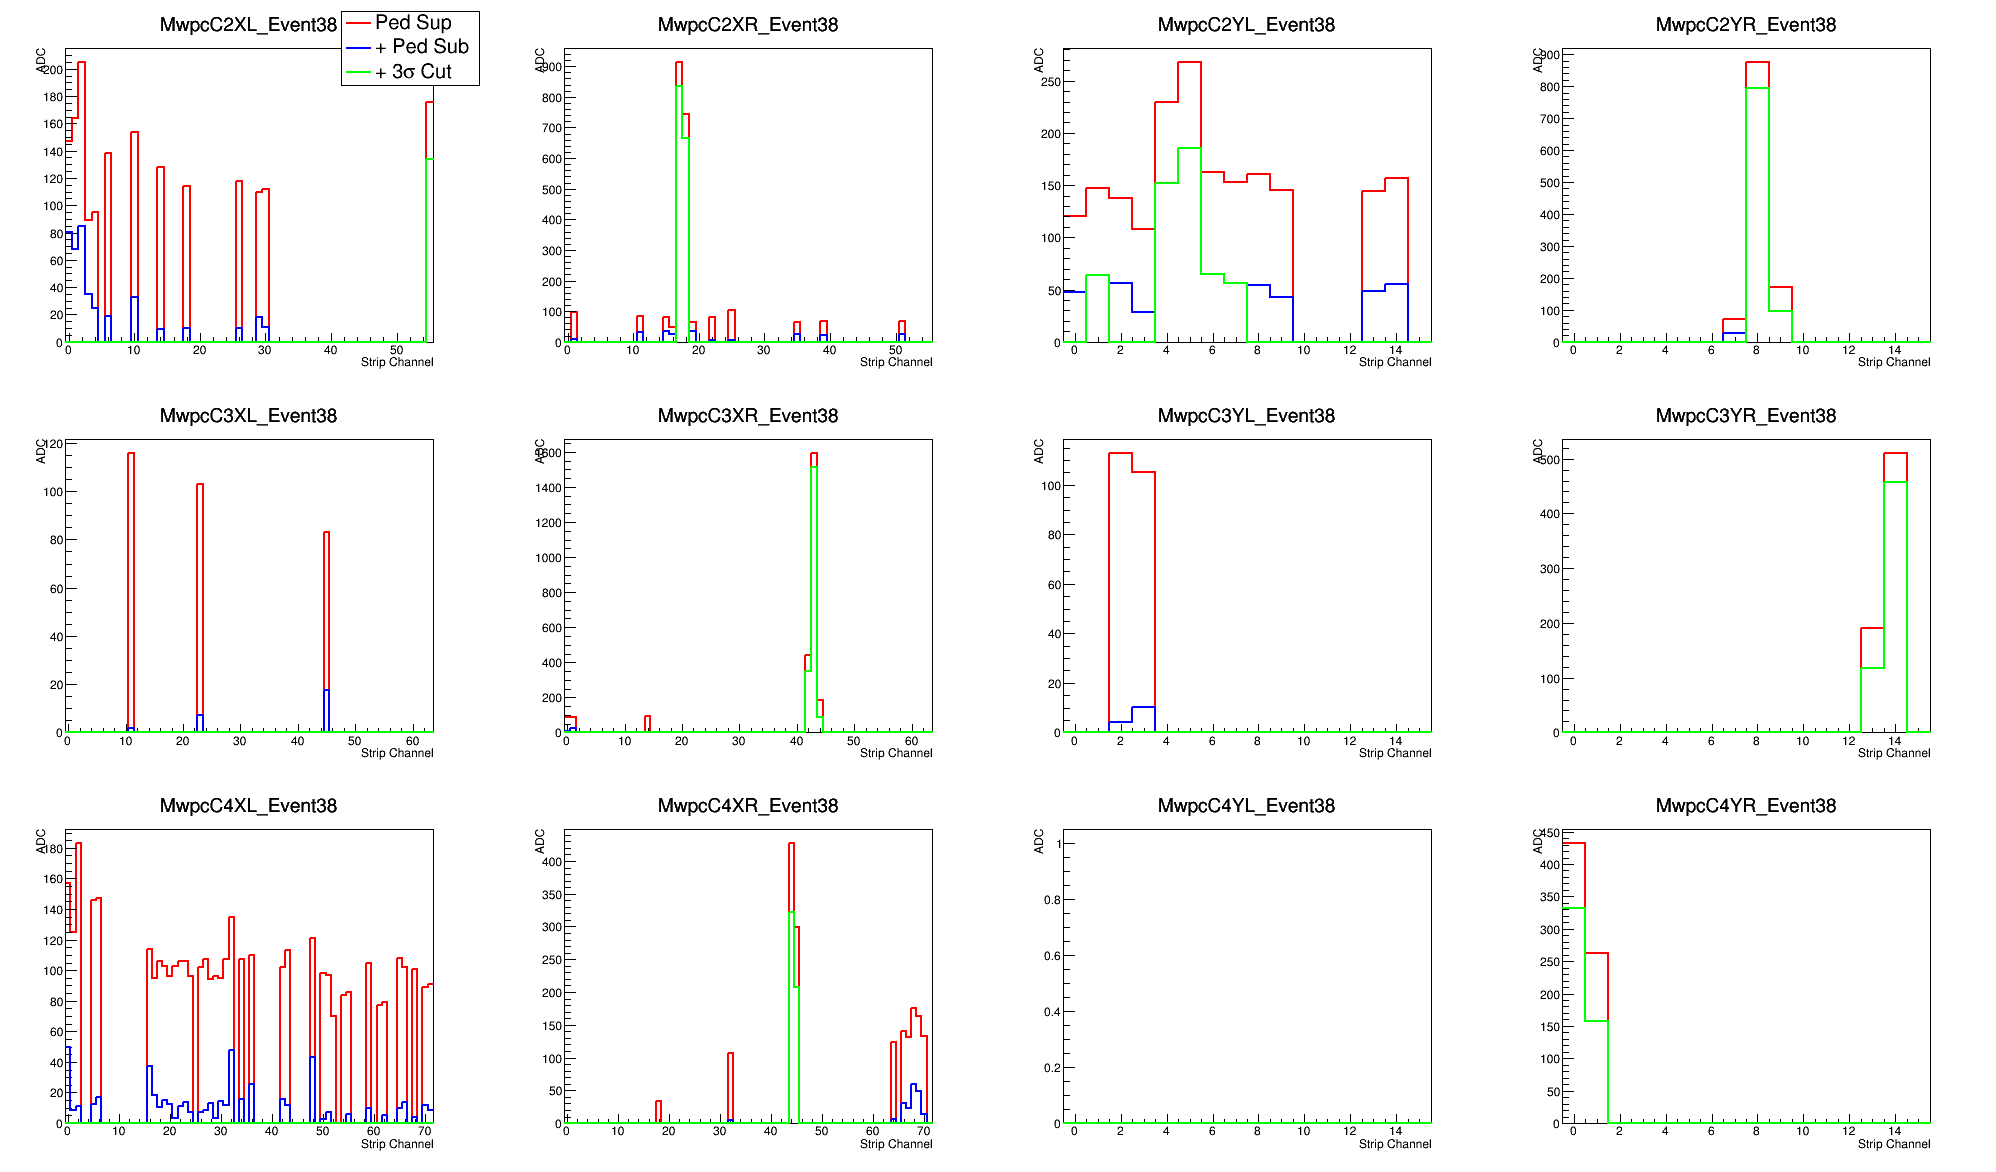 MwpcC2XL_Event38
Ped Sup
+ Ped Sub
+ 3σ Cut
ADC
200
180
160
140
120
100
80
60
40
20
0
0 10 20 30 40 50
Strip Channel
MwpcC2XR_Event38
ADC
900
800
700
600
500
400
300
200
100
0
0 10 20 30 40 50
Strip Channel
MwpcC2YL_Event38
ADC
250
200
150
100
50
0
0 2 4 6 8 10 12 14
Strip Channel
MwpcC2YR_Event38
ADC
900
800
700
600
500
400
300
200
100
0
0 2 4 6 8 10 12 14
Strip Channel
MwpcC3XL_Event38
ADC
120
100
80
60
40
20
0
0 10 20 30 40 50 60
Strip Channel
MwpcC3XR_Event38
ADC
1600
1400
1200
1000
800
600
400
200
0
0 10 20 30 40 50 60
Strip Channel
MwpcC3YL_Event38
ADC
100
80
60
40
20
0
0 2 4 6 8 10 12 14
Strip Channel
MwpcC3YR_Event38
ADC
500
400
300
200
100
0
0 2 4 6 8 10 12 14
Strip Channel
MwpcC4XL_Event38
ADC
180
160
140
120
100
80
60
40
20
0
0 10 20 30 40 50 60 70
Strip Channel
MwpcC4XR_Event38
ADC
400
350
300
250
200
150
100
50
0
0 10 20 30 40 50 60 70
Strip Channel
MwpcC4YL_Event38
ADC
1
0.8
0.6
0.4
0.2
0
0 2 4 6 8 10 12 14
Strip Channel
MwpcC4YR_Event38
ADC
450
400
350
300
250
200
150
100
50
0
0 2 4 6 8 10 12 14
Strip Channel